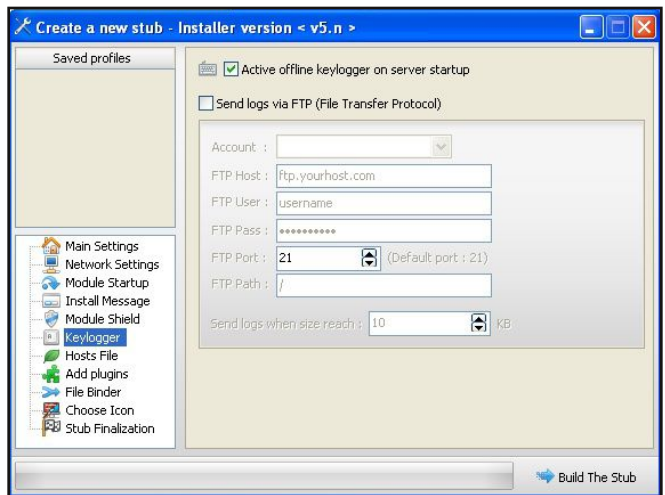 Create a new stub - Installer version < v5.n >
Saved profiles
Main Settings
Network Settings
Module Startup
Install Message
Module Shield
Keylogger
Hosts File
Add plugins
File Binder
Choose Icon
Stub Finalization
Active offline keylogger on server startup
Send logs via FTP (File Transfer Protocol)
Account :
FTP Host : ftp.yourhost.com
FTP User : username
FTP Pass : ••••••••••
FTP Port : 21 (Default port : 21)
FTP Path : /
Send logs when size reach : 10 KB
Build The Stub